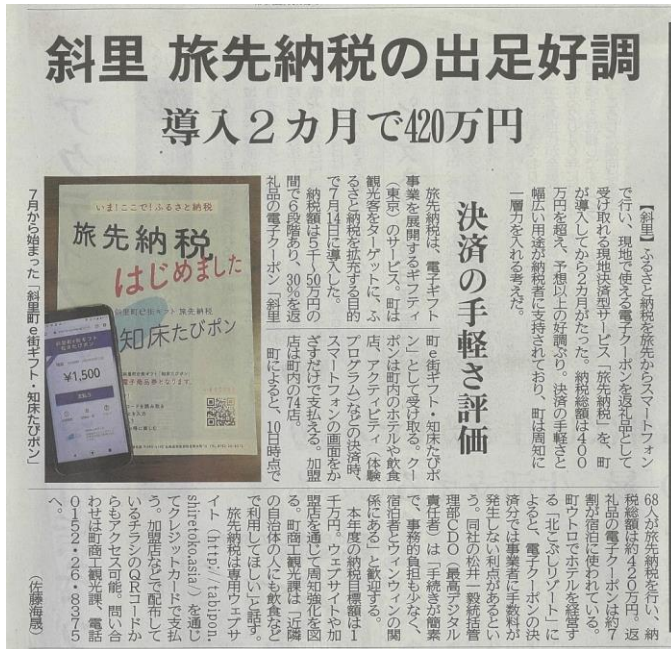 斜里 旅先納税の出足好調
導入2カ月で420万円
決済の手軽さ評価
【斜里】ふるさと納税を旅先からスマートフォン
で行い、現地で使える電子クーポンを返礼品として
受け取れる現地決済型サービス「旅先納税」を、町
が導入してから2カ月がたった。納税総額は400
万円を超え、予想以上の好調ぶり。決済の手軽さと
幅広い用途が納税者に支持されており、町は周知に
一層力を入れる考えだ。
旅先納税は、電子ギフト
事業を展開するギフティ
(東京)のサービス。町は
観光客をターゲットに、ふ
るさと納税を拡充する目的
で7月14日に導入した。
納税額は5千~50万円の
間で6段階あり、30%を返
礼品の電子クーポン「斜里
町e街ギフト・知床たびポ
ン」として受け取る。クー
ポンは町内のホテルや飲食
店、アクティビティ(体験
プログラム)などの決済時、
スマートフォンの画面をか
ざすだけで支払える。加盟
店は町内の74店。
町によると、10日時点で
68人が旅先納税を行い、納
税総額は約420万円。返
礼品の電子クーポンは約7
割が宿泊に使われている。
町ウトロでホテルを経営す
る「北こぶしリゾート」に
よると、電子クーポンの決
済分では事業者に手数料が
発生しない利点があるとい
う。同社の松井一毅統括管
理部CDO(最高デジタル
責任者)は「手続きが簡素
で、事務的負担も少なく、
宿泊者とウィンウィンの関
係にある」と歓迎する。
本年度の納税目標額は1
千万円。ウェブサイトや加
盟店を通じて周知強化を図
る。町商工観光課は「近隣
の自治体の人にも飲食など
で利用してほしい」と話す。
旅先納税は専用ウェブサ
イト(http://tabipon.
shiretoko.asia/)を通じ
てクレジットカードで支払
う。加盟店などで配布して
いるチラシのQRコードか
らもアクセス可能。問い合
わせは町商工観光課、電話
0152・26・8375
へ。
(佐藤海晟)
いま!ここで!ふるさと納税
旅先納税
はじめました
斜里町e街ギフト 旅先納税
知床たびポン
¥1,500
7月から始まった「斜里町e街ギフト・知床たびポン」